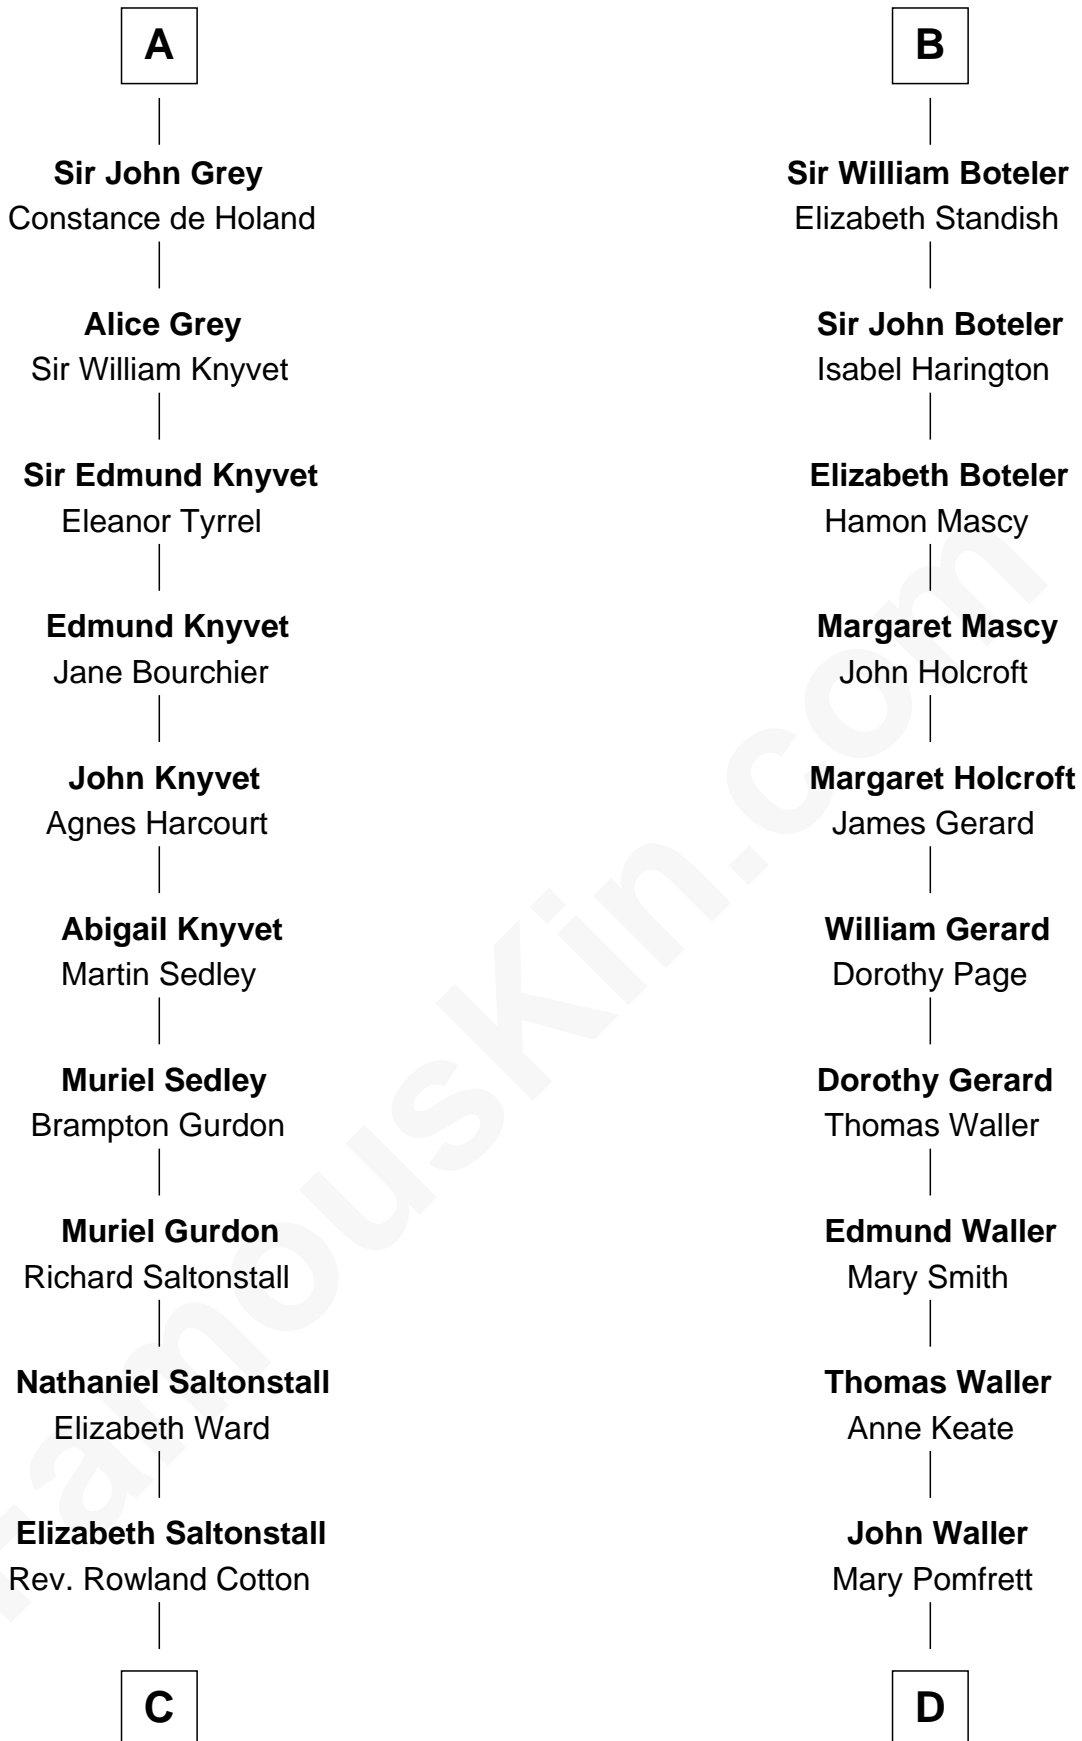 A
Sir John Grey
Constance de Holand
Alice Grey
Sir William Knyvet
Sir Edmund Knyvet
Eleanor Tyrrel
Edmund Knyvet
Jane Bourchier
John Knyvet
Agnes Harcourt
Abigail Knyvet
Martin Sedley
Muriel Sedley
Brampton Gurdon
Muriel Gurdon
Richard Saltonstall
Nathaniel Saltonstall
Elizabeth Ward
Elizabeth Saltonstall
Rev. Rowland Cotton
C
B
Sir William Boteler
Elizabeth Standish
Sir John Boteler
Isabel Harington
Elizabeth Boteler
Hamon Mascy
Margaret Mascy
John Holcroft
Margaret Holcroft
James Gerard
William Gerard
Dorothy Page
Dorothy Gerard
Thomas Waller
Edmund Waller
Mary Smith
Thomas Waller
Anne Keate
John Waller
Mary Pomfrett
D
FamousKin.com